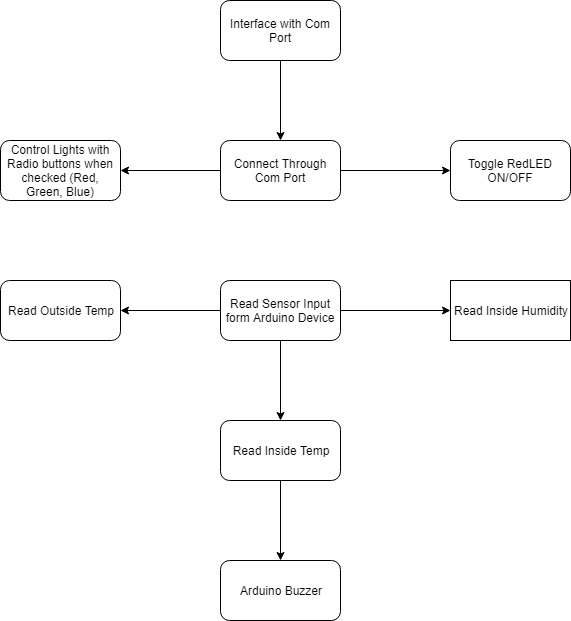 Interface with Com
Port
Control Lights with
Radio buttons when
checked (Red,
Green, Blue)
Connect Through
Com Port
Toggle RedLED
ON/OFF
Read Outside Temp
Read Sensor Input
form Arduino Device
Read Inside Humidity
Read Inside Temp
Arduino Buzzer